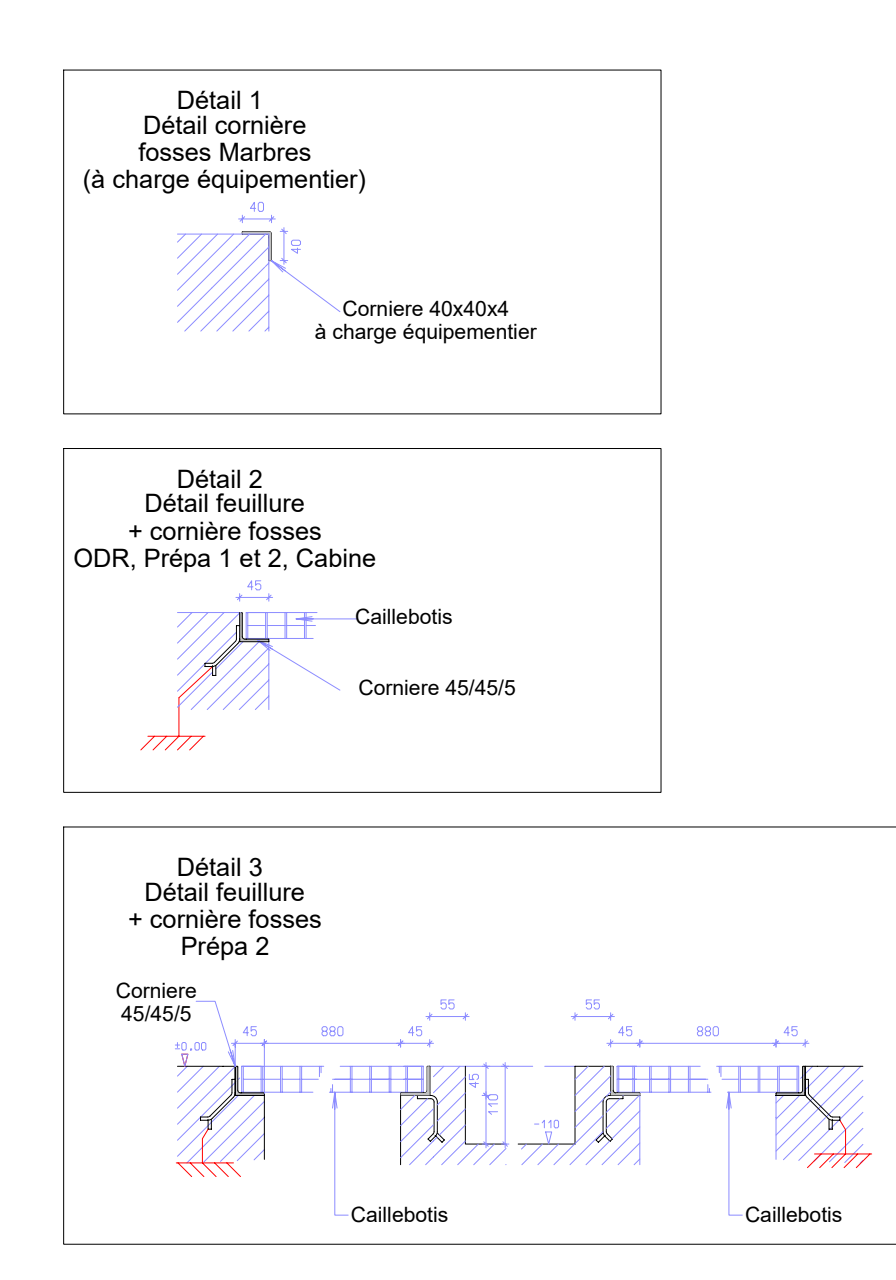 Détail 1
Détail cornière
fosses Marbres
(à charge équipementier)
40
40
Corniere 40x40x4
à charge équipementier
Détail 2
Détail feuillure
+ cornière fosses
ODR, Prépa 1 et 2, Cabine
45
Caillebotis
Corniere 45/45/5
Détail 3
Détail feuillure
+ cornière fosses
Prépa 2
Corniere
45/45/5
55
55
45
880
45
45
880
45
±0.00
45
110
-110
Caillebotis
Caillebotis